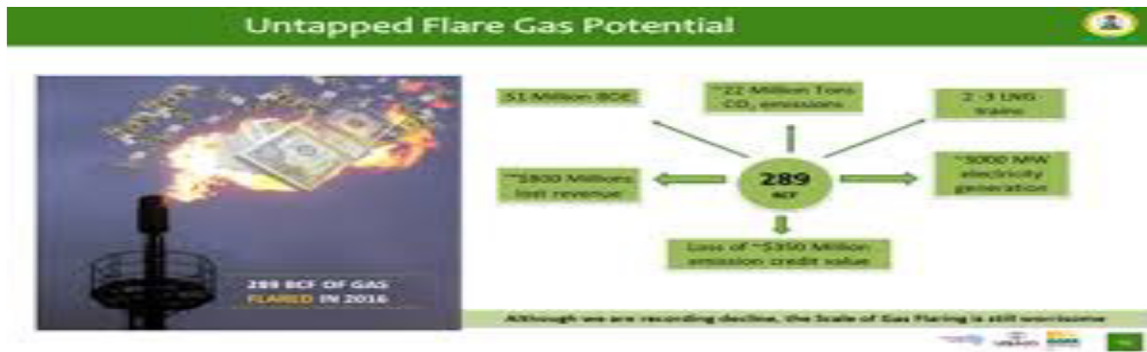 Untapped Flare Gas Potential
51 Million BOE
~22 Million Tons
CO₂ emissions
2 -3 LNG
trains
~$800 Millions
lost revenue
289
BCF
~3000 MW
electricity
generation
Loss of ~$350 Million
emission credit value
289 BCF OF GAS
FLARED IN 2016
Although we are recording decline, the Scale of Gas Flaring is still worrisome
USAID